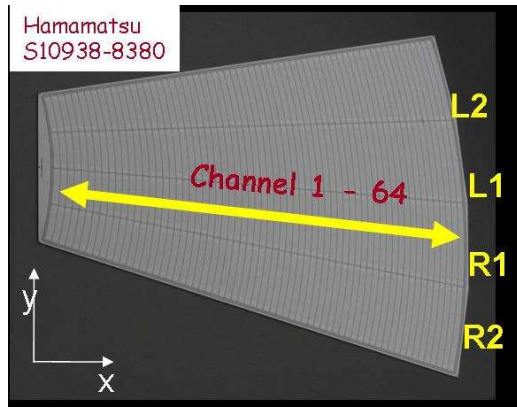 Hamamatsu
S10938-8380
L2
Channel 1 - 64
L1
R1
R2
y
x